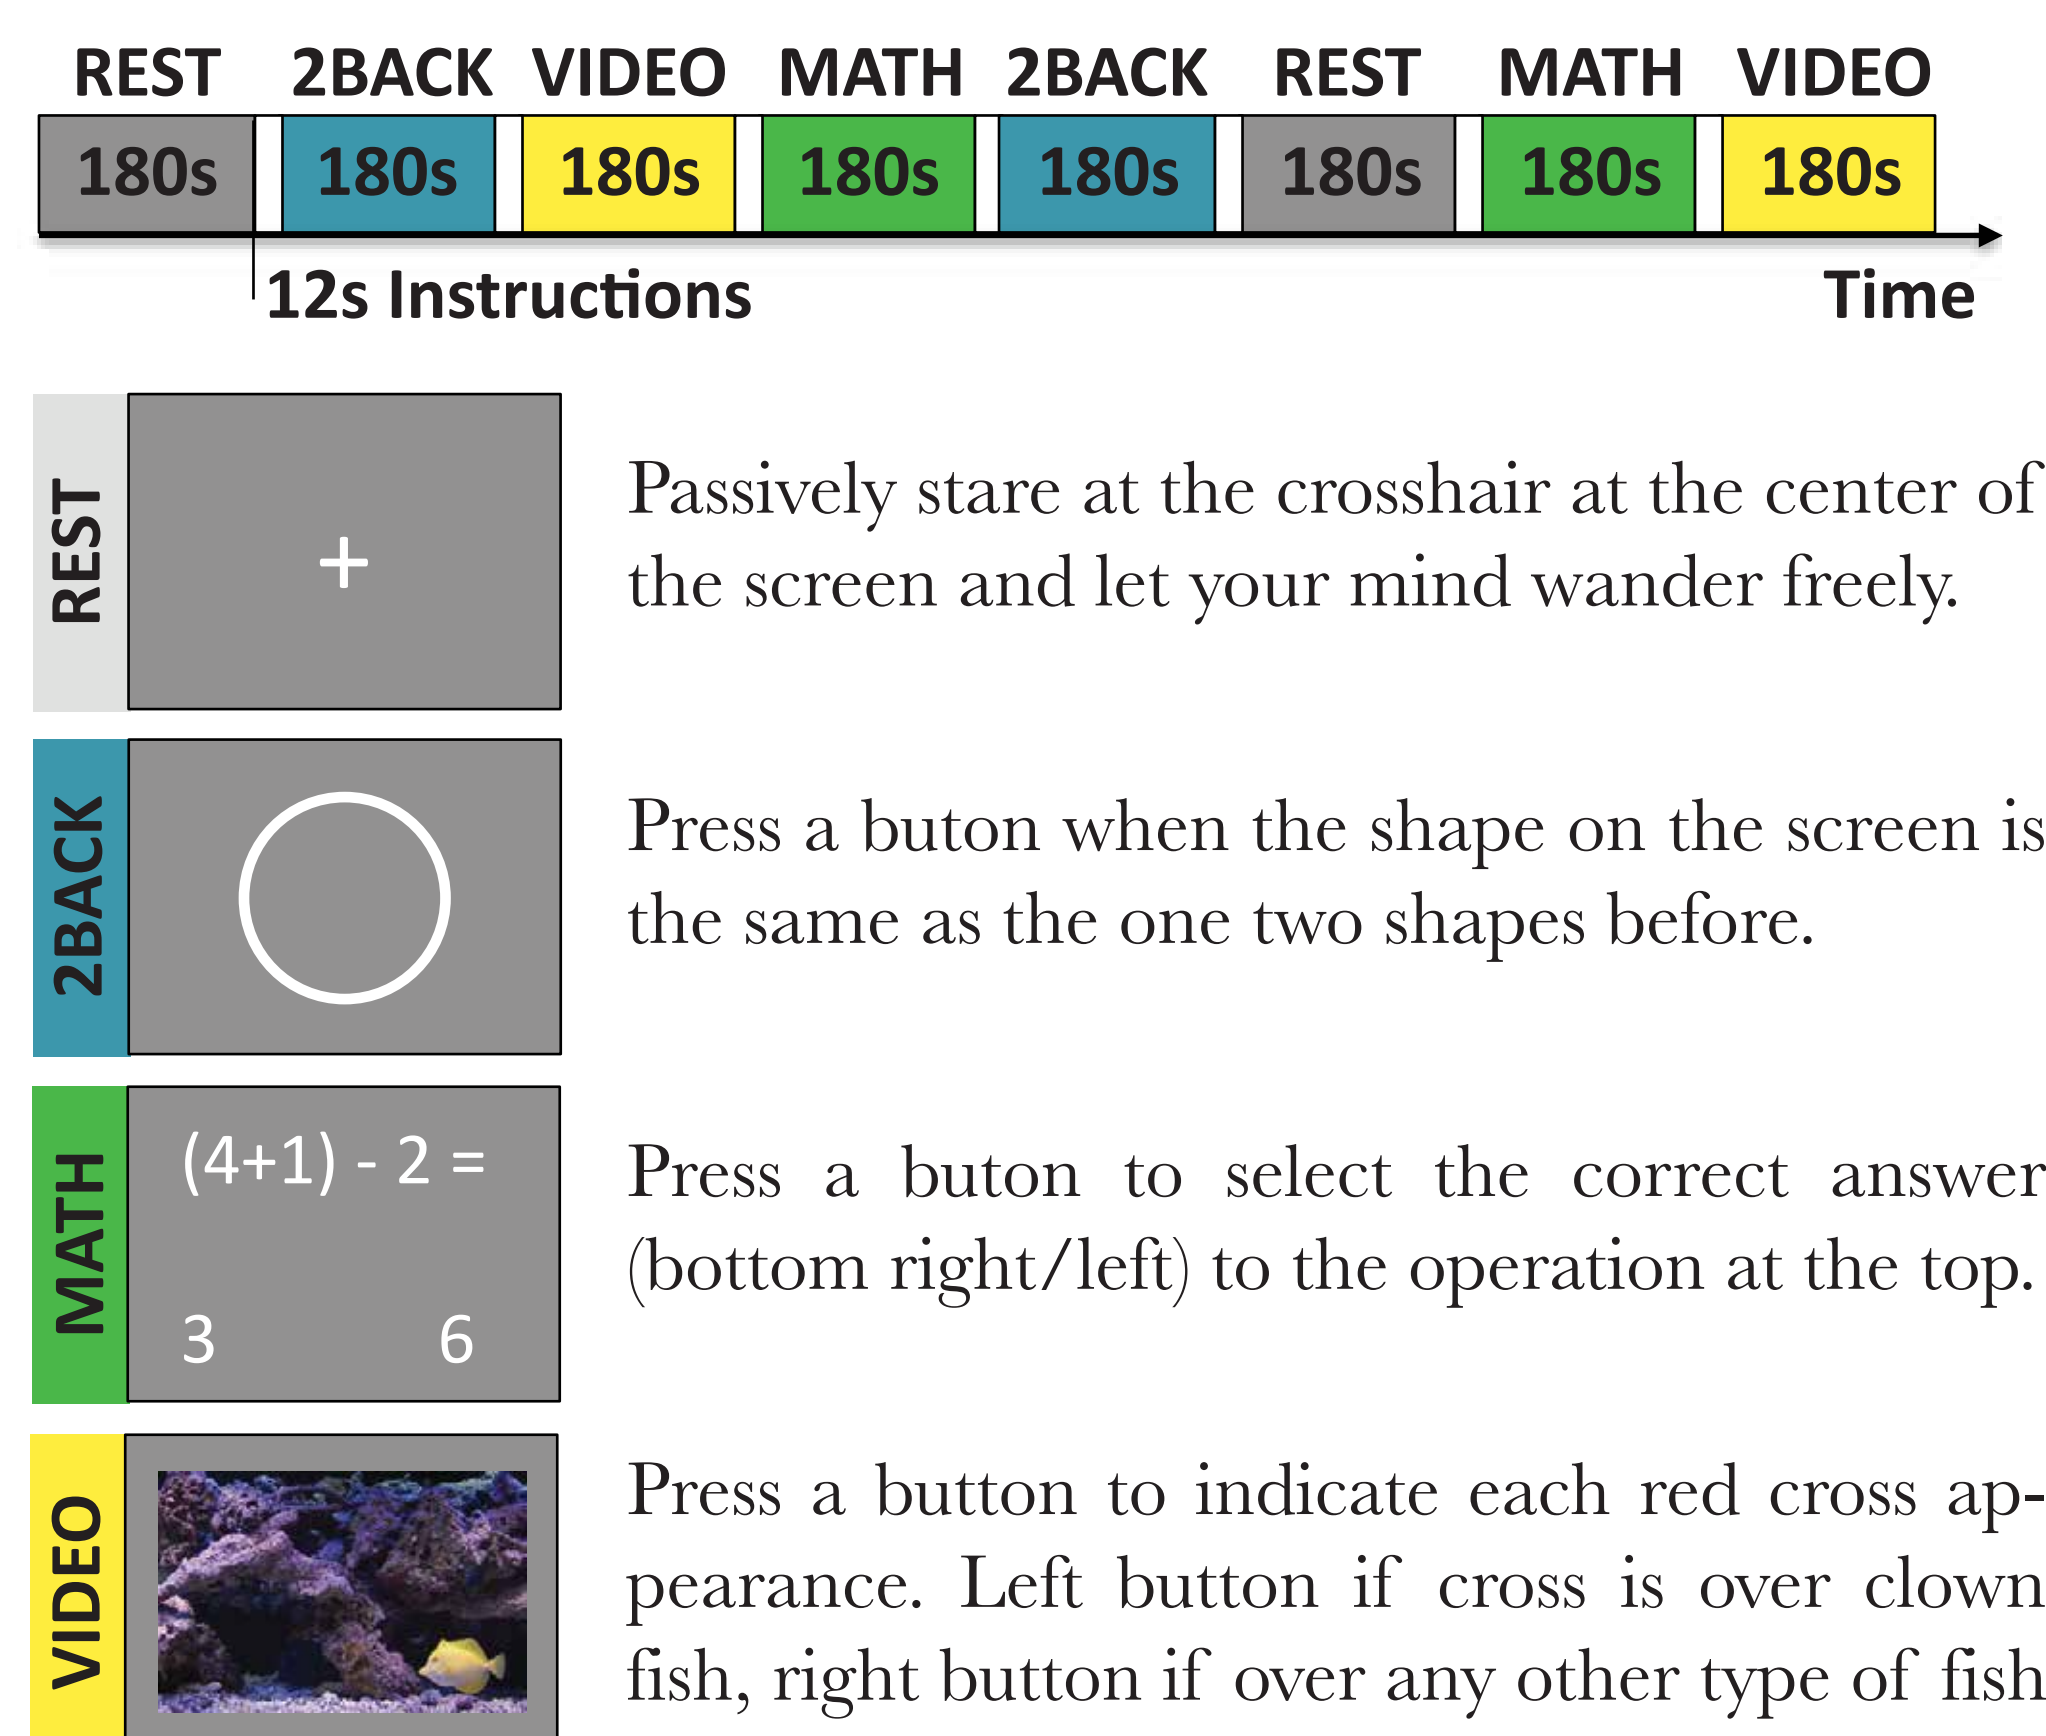 REST 2BACK VIDEO MATH 2BACK REST MATH VIDEO
180s 180s 180s 180s 180s 180s 180s 180s
12s Instructions Time
REST
+
Passively stare at the crosshair at the center of
the screen and let your mind wander freely.
2BACK
Press a buton when the shape on the screen is
the same as the one two shapes before.
MATH
(4+1) - 2 =
3 6
Press a buton to select the correct answer
(bottom right/left) to the operation at the top.
VIDEO
Press a button to indicate each red cross ap-
pearance. Left button if cross is over clown
fish, right button if over any other type of fish